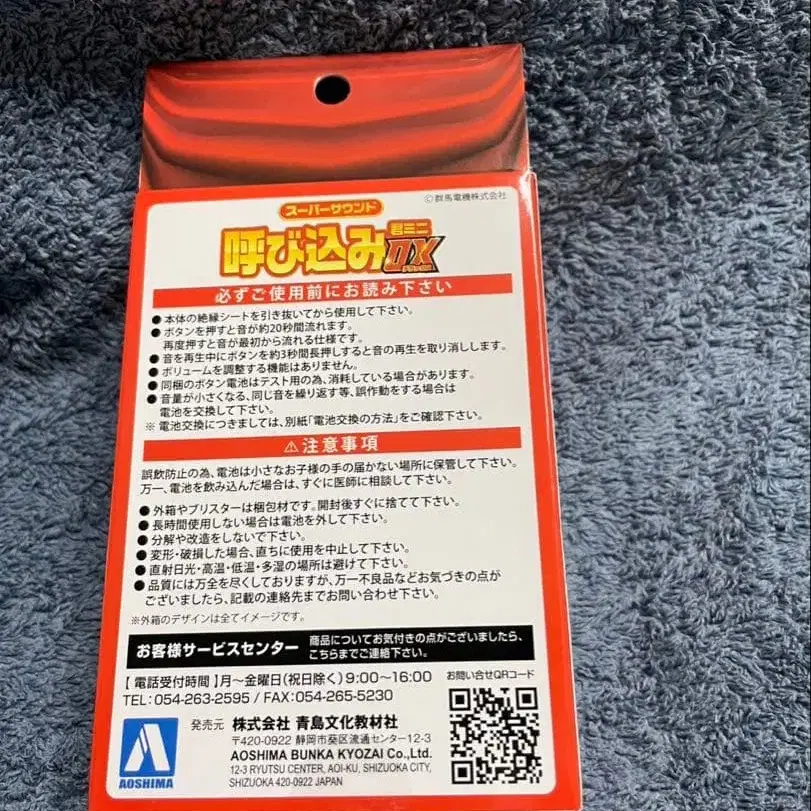 ©群馬電機株式会社
スーパーサウンド
呼び込み君ミニDX
必ずご使用前にお読み下さい
●本体の絶縁シートを引き抜いてから使用して下さい。
●ボタンを押すと音が約20秒間流れます。
再度押すと音が最初から流れる仕様です。
●音を再生中にボタンを約3秒間長押しすると音の再生を取り消しします。
●ボリュームを調整する機能はありません。
●同梱のボタン電池はテスト用の為、消耗している場合があります。
●音量が小さくなる、同じ音を繰り返す等、誤作動をする場合は
電池を交換して下さい。
※電池交換につきましては、別紙「電池交換の方法」をご確認下さい。
⚠注意事項
誤飲防止の為、電池は小さなお子様の手の届かない場所に保管して下さい。
万一、電池を飲み込んだ場合は、すぐに医師に相談して下さい。
●外箱やブリスターは梱包材です。開封後すぐに捨てて下さい。
●長時間使用しない場合は電池を外して下さい。
●分解や改造をしないで下さい。
●変形・破損した場合、直ちに使用を中止して下さい。
●直射日光・高温・低温・多湿の場所は避けて下さい。
●品質には万全を尽くしておりますが、万一不良品などお気づきの点が
ございましたら、記載の連絡先までお問い合わせ下さい。
※外箱のデザインは全てイメージです。
お客様サービスセンター 商品についてお気付きの点がございましたら、
こちらまでご連絡下さい。
【電話受付時間】月～金曜日(祝日除く)9:00～16:00
TEL:054-263-2595 / FAX:054-265-5230
お問い合せQRコード
発売元 株式会社 青島文化教材社
〒420-0922 静岡市葵区流通センター12-3
AOSHIMA BUNKA KYOZAI Co.,Ltd.
12-3 RYUTSU CENTER, AOI-KU, SHIZUOKA CITY,
SHIZUOKA 420-0922 JAPAN
AOSHIMA